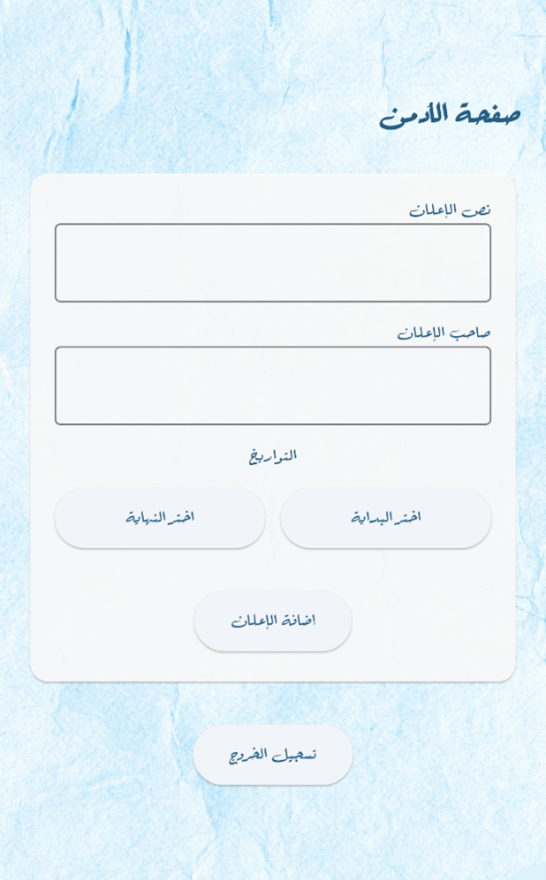 صفحة الأدمن
نص الإعلان
صاحب الإعلان
التواريخ
اختر البداية
اختر النهاية
اضافة الإعلان
تسجيل الخروج